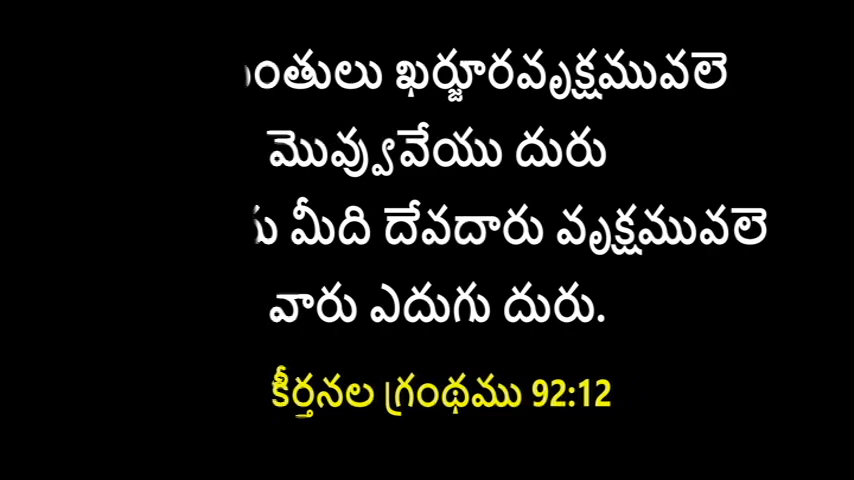 ఖర్జూరవృక్షమువలె
మొవ్వువేయు దురు
మీది దేవదారు వృక్షమువలె
వారు ఎదుగు దురు.
కీర్తనల గ్రంథము 92:12